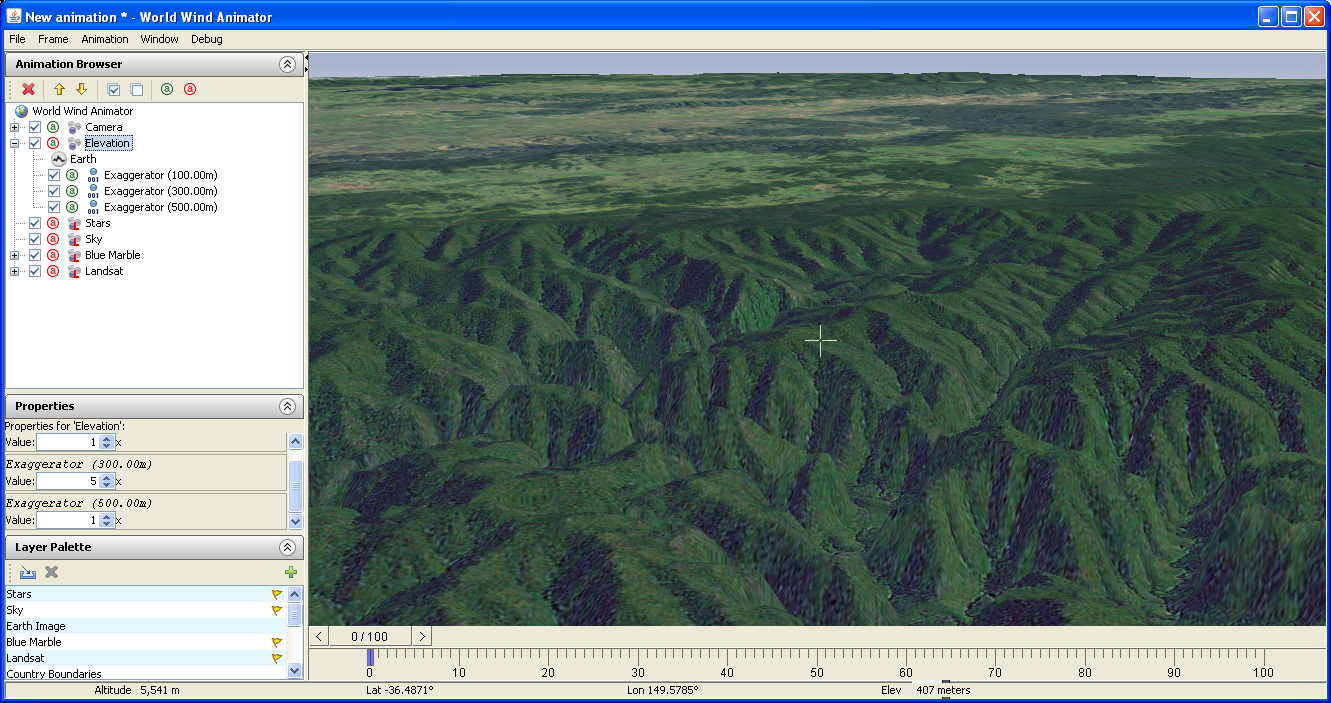 New animation * - World Wind Animator
File Frame Animation Window Debug
Animation Browser
a a
World Wind Animator
a Camera
a Elevation
Earth
a 001 Exaggerator (100.00m)
a 001 Exaggerator (300.00m)
a 001 Exaggerator (500.00m)
a L Stars
a L Sky
a L Blue Marble
a L Landsat
Properties
Properties for 'Elevation':
Value: 1 x
Exaggerator (300.00m)
Value: 5 x
Exaggerator (500.00m)
Value: 1 x
Layer Palette
Stars
Sky
Earth Image
Blue Marble
Landsat
Country Boundaries
< 0 / 100 >
0 10 20 30 40 50 60 70 80 90 100
Altitude 5,541 m Lat -36.4871° Lon 149.5785° Elev 407 meters